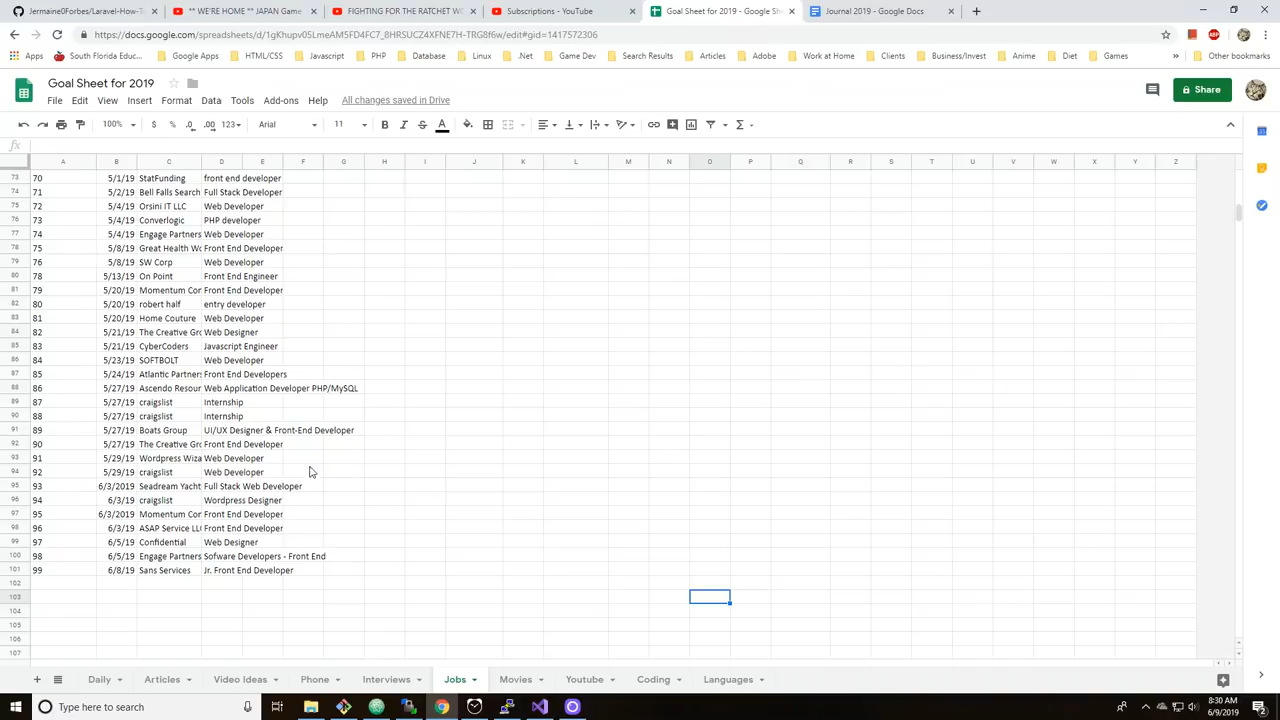 Jermaine0Forbes/Laravel-How-T
** WE'RE HOME ** JAPAN Game
FIGHTING FOR THE RATCHET WO
Subscriptions - YouTube
Goal Sheet for 2019 - Google She
Journal 2019 - Google Docs
https://docs.google.com/spreadsheets/d/1gKhupv05LmeAM5FD4FC7_8HRSUCZ4XFNE7H-TRG8f6w/edit#gid=1417572306
Apps South Florida Educ... Google Apps HTML/CSS Javascript PHP Database Linux .Net Game Dev Search Results Articles Adobe Work at Home Clients Business/Invest Anime Diet Games » Other bookmarks
Goal Sheet for 2019
File Edit View Insert Format Data Tools Add-ons Help All changes saved in Drive
Share
100% $ % .0 .00 123 Arial 11 B I S A Σ
fx
A B C D E F G H I J K L M N O P Q R S T U V W X Y Z
73 70 5/1/19 StatFunding front end developer
74 71 5/2/19 Bell Falls Search Full Stack Developer
75 72 5/4/19 Orsini IT LLC Web Developer
76 73 5/4/19 Converlogic PHP developer
77 74 5/4/19 Engage Partners Web Developer
78 75 5/8/19 Great Health Wo Front End Developer
79 76 5/8/19 SW Corp Web Developer
80 78 5/13/19 On Point Front End Engineer
81 79 5/20/19 Momentum Con Front End Developer
82 80 5/20/19 robert half entry developer
83 81 5/20/19 Home Couture Web Developer
84 82 5/21/19 The Creative Gro Web Designer
85 83 5/21/19 CyberCoders Javascript Engineer
86 84 5/23/19 SOFTBOLT Web Developer
87 85 5/24/19 Atlantic Partners Front End Developers
88 86 5/27/19 Ascendo Resour Web Application Developer PHP/MySQL
89 87 5/27/19 craigslist Internship
90 88 5/27/19 craigslist Internship
91 89 5/27/19 Boats Group UI/UX Designer & Front-End Developer
92 90 5/27/19 The Creative Gro Front End Developer
93 91 5/29/19 Wordpress Wiza Web Developer
94 92 5/29/19 craigslist Web Developer
95 93 6/3/2019 Seadream Yacht Full Stack Web Developer
96 94 6/3/19 craigslist Wordpress Designer
97 95 6/3/2019 Momentum Con Front End Developer
98 96 6/3/19 ASAP Service LLC Front End Developer
99 97 6/5/19 Confidential Web Designer
100 98 6/5/19 Engage Partners Sofware Developers - Front End
101 99 6/8/19 Sans Services Jr. Front End Developer
102
103
104
105
106
107
Daily Articles Video Ideas Phone Interviews Jobs Movies Youtube Coding Languages
Type here to search
8:30 AM
6/9/2019
2